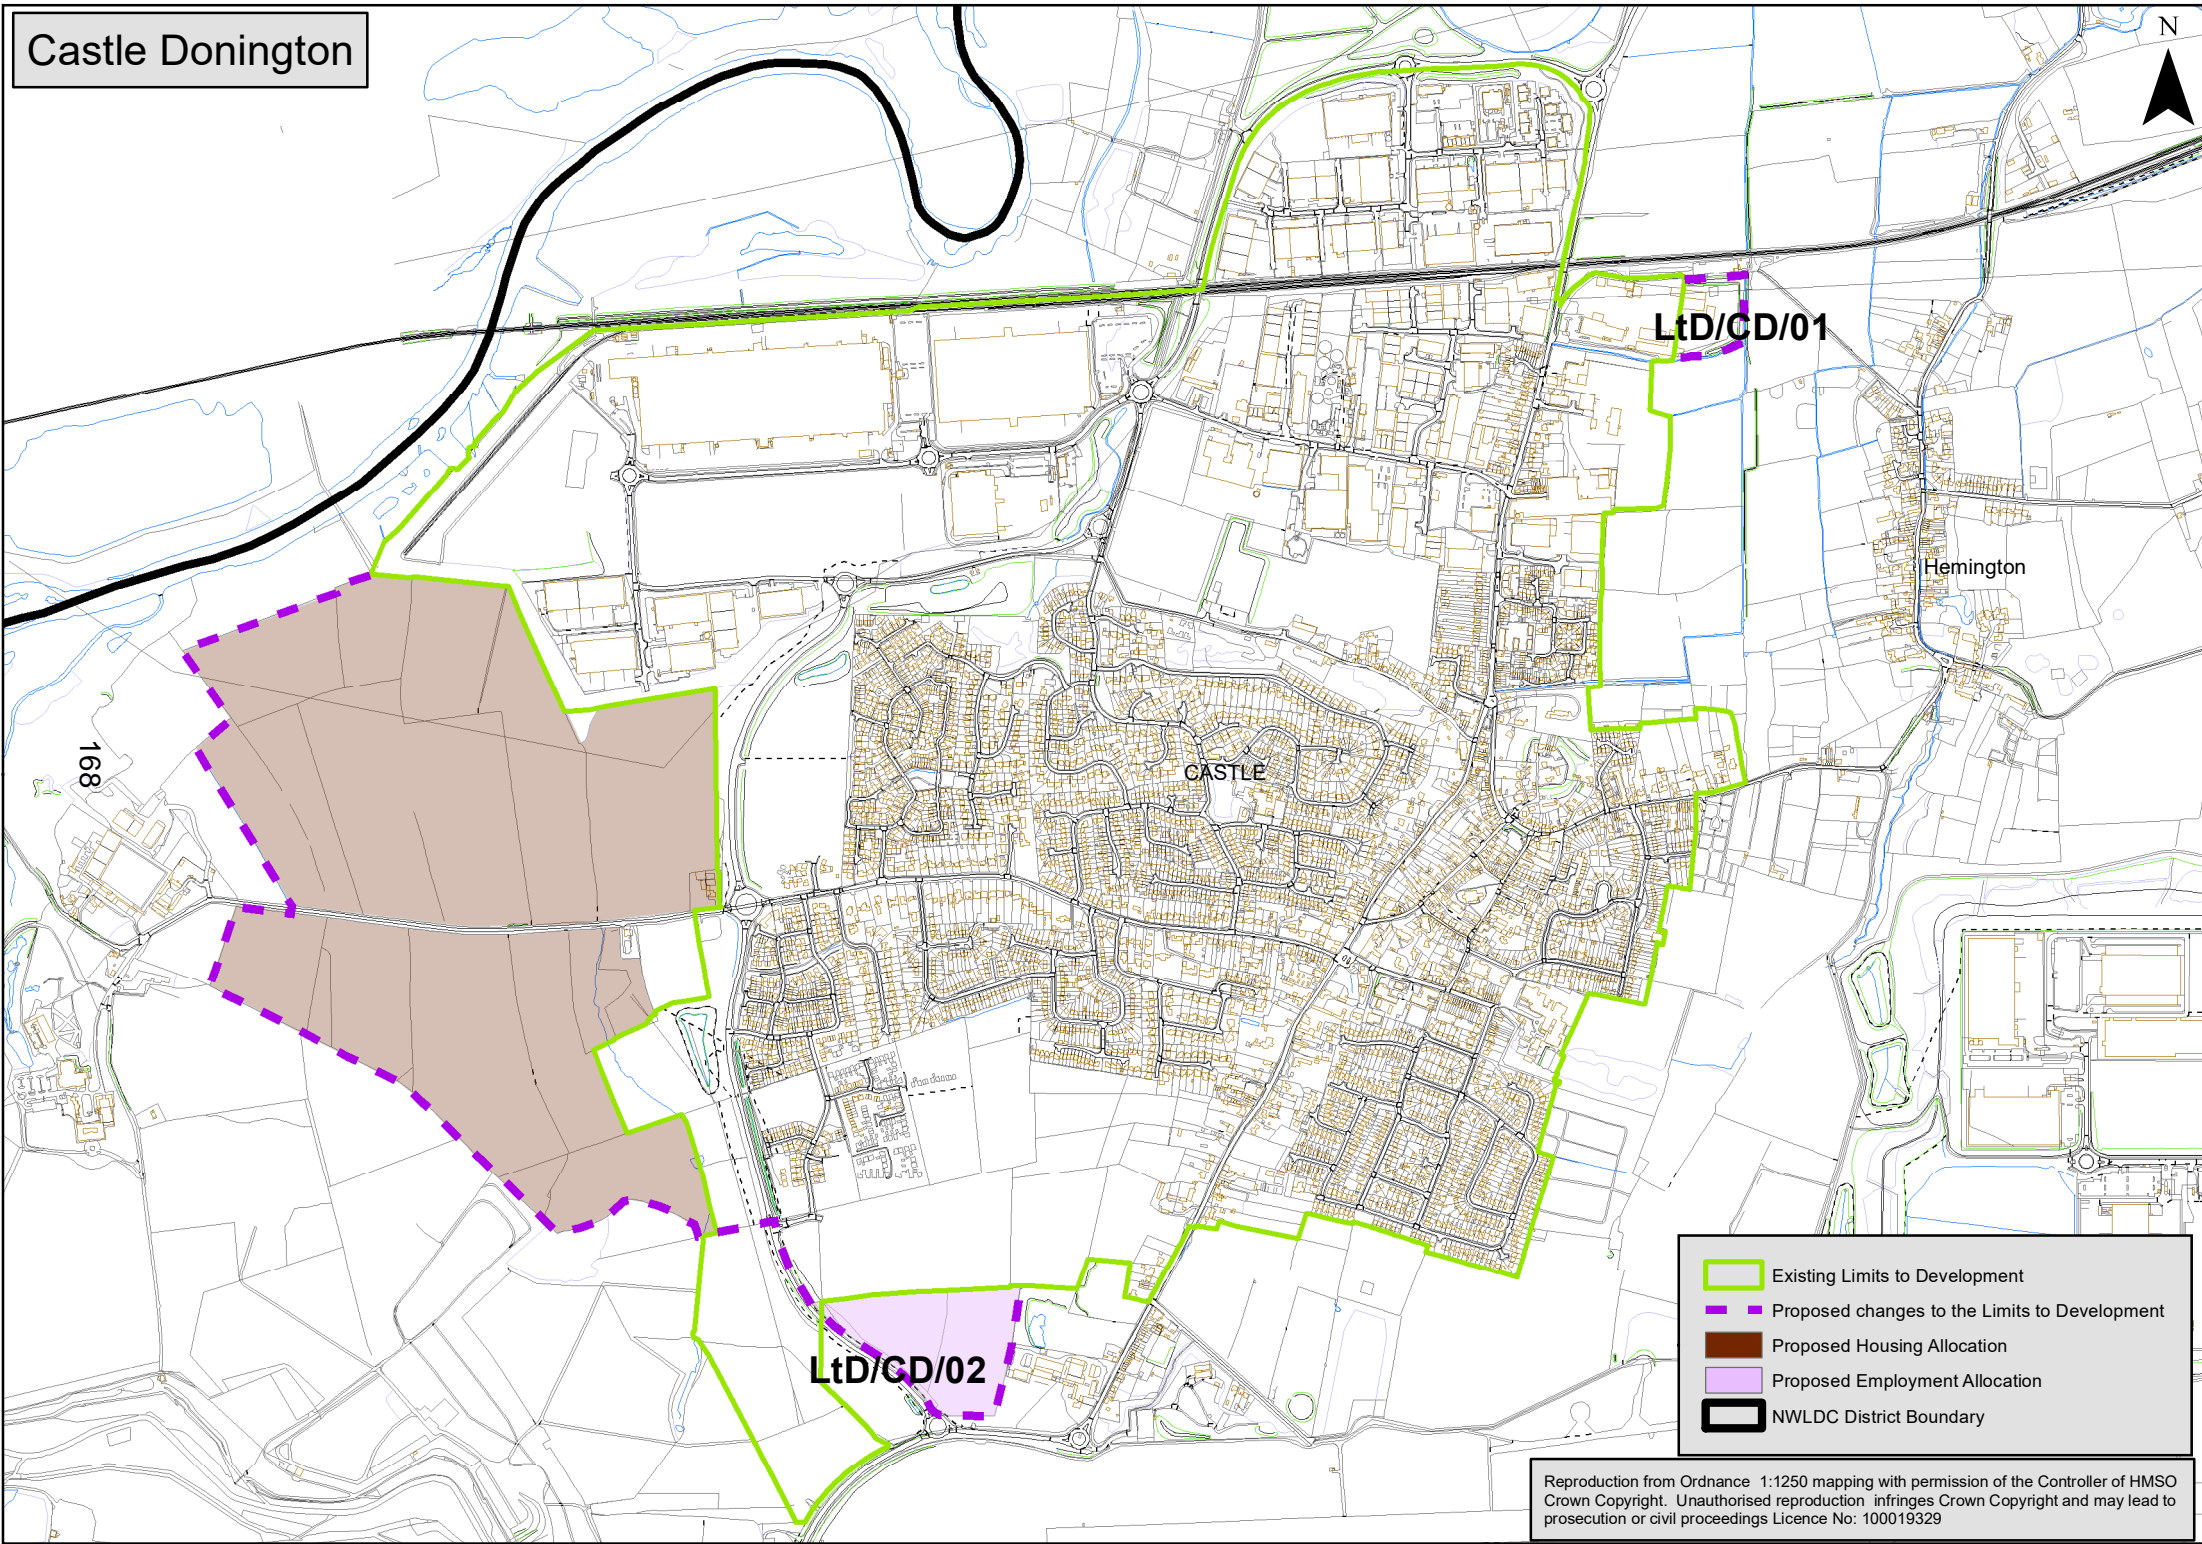 Castle Donington
N
LtD/CD/01
Hemington
168
CASTLE
LtD/CD/02
Existing Limits to Development
Proposed changes to the Limits to Development
Proposed Housing Allocation
Proposed Employment Allocation
NWLDC District Boundary
Reproduction from Ordnance 1:1250 mapping with permission of the Controller of HMSO
Crown Copyright. Unauthorised reproduction infringes Crown Copyright and may lead to
prosecution or civil proceedings Licence No: 100019329